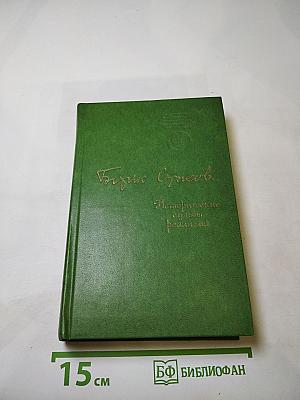 Борис Сучков
Исторические
судьбы
реализма
15 см
БФ БИБЛИОФАН